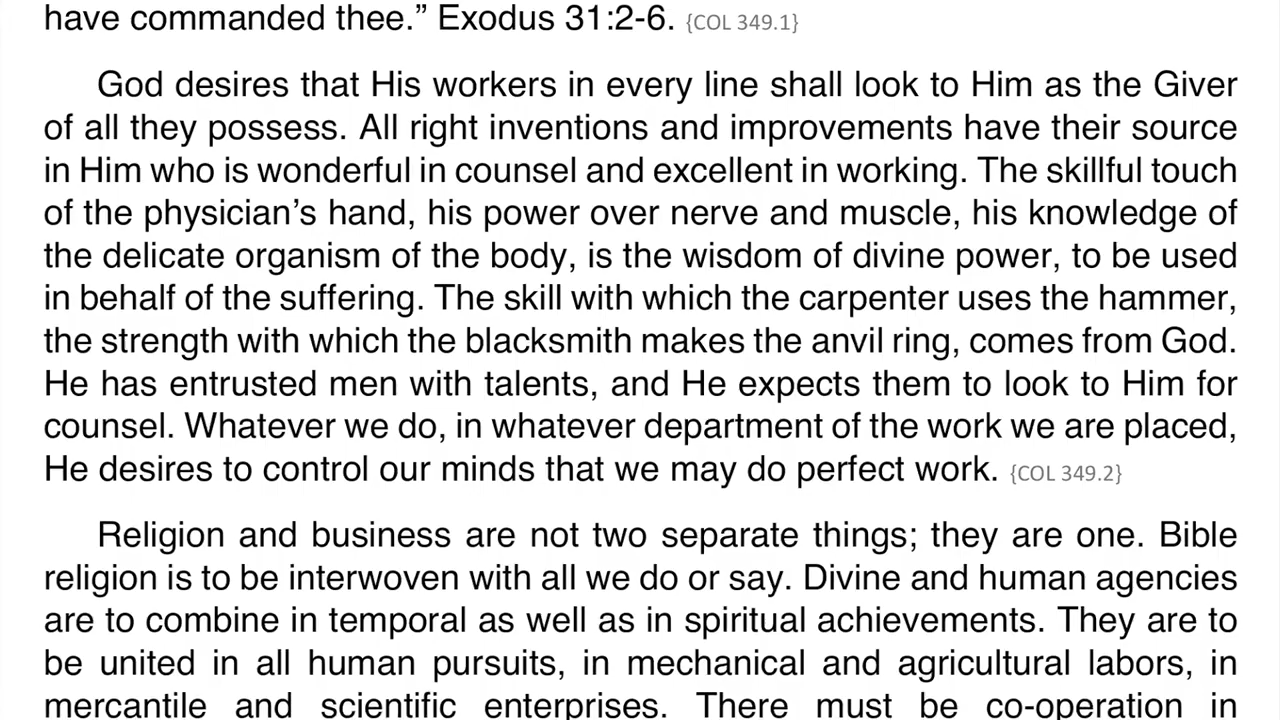 have commanded thee.” Exodus 31:2-6. {COL 349.1}
God desires that His workers in every line shall look to Him as the Giver
of all they possess. All right inventions and improvements have their source
in Him who is wonderful in counsel and excellent in working. The skillful touch
of the physician’s hand, his power over nerve and muscle, his knowledge of
the delicate organism of the body, is the wisdom of divine power, to be used
in behalf of the suffering. The skill with which the carpenter uses the hammer,
the strength with which the blacksmith makes the anvil ring, comes from God.
He has entrusted men with talents, and He expects them to look to Him for
counsel. Whatever we do, in whatever department of the work we are placed,
He desires to control our minds that we may do perfect work. {COL 349.2}
Religion and business are not two separate things; they are one. Bible
religion is to be interwoven with all we do or say. Divine and human agencies
are to combine in temporal as well as in spiritual achievements. They are to
be united in all human pursuits, in mechanical and agricultural labors, in
mercantile and scientific enterprises. There must be co-operation in